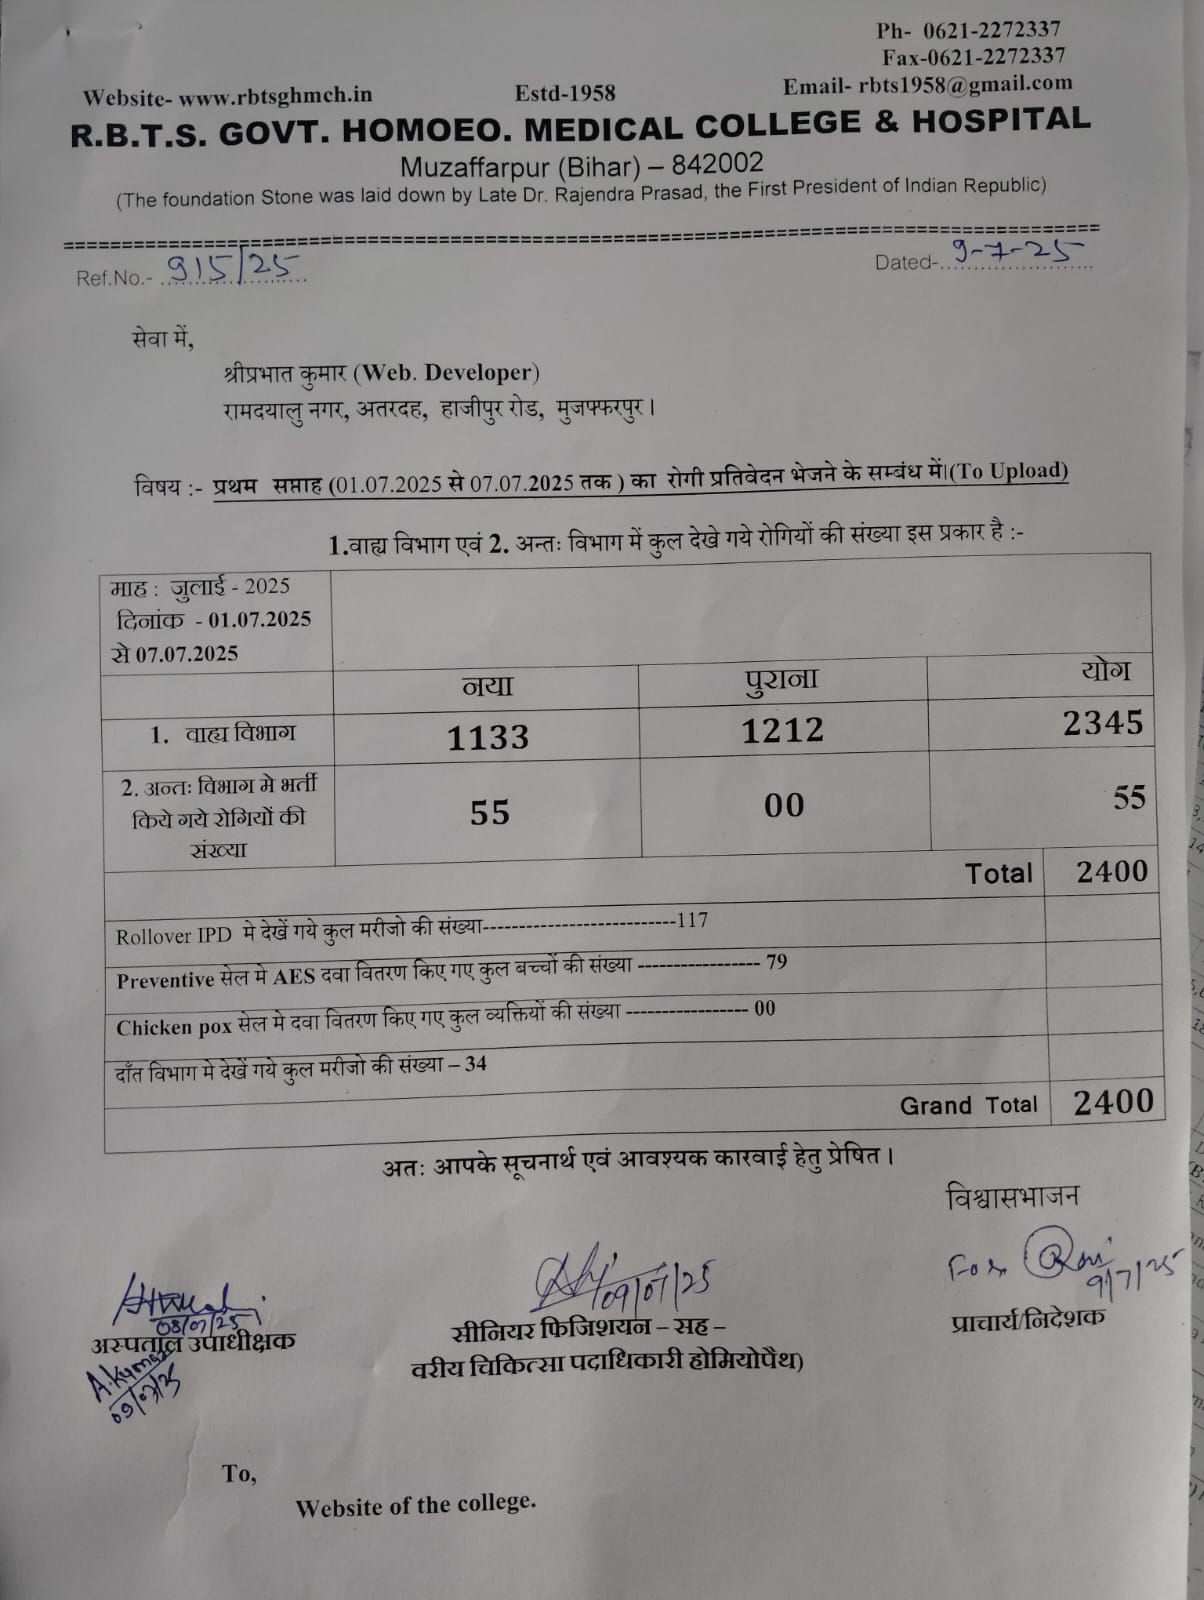 Ph- 0621-2272337
Fax-0621-2272337
Website- www.rbtsghmch.in Estd-1958 Email- rbts1958@gmail.com
R.B.T.S. GOVT. HOMOEO. MEDICAL COLLEGE & HOSPITAL
Muzaffarpur (Bihar) – 842002
(The foundation Stone was laid down by Late Dr. Rajendra Prasad, the First President of Indian Republic)
Ref.No.- 915/25 Dated- 9-7-25
सेवा में,
श्रीप्रभात कुमार (Web. Developer)
रामदयालु नगर, अतरदह, हाजीपुर रोड, मुजफ्फरपुर।
विषय :- प्रथम सप्ताह (01.07.2025 से 07.07.2025 तक ) का रोगी प्रतिवेदन भेजने के सम्बंध में।(To Upload)
1.वाह्य विभाग एवं 2. अन्तः विभाग में कुल देखे गये रोगियों की संख्या इस प्रकार है :-
माह : जुलाई - 2025
दिनांक - 01.07.2025
से 07.07.2025
नया पुराना योग
1. वाह्य विभाग 1133 1212 2345
2. अन्तः विभाग मे भर्ती
किये गये रोगियों की
संख्या 55 00 55
Total 2400
Rollover IPD मे देखें गये कुल मरीजो की संख्या---------------------------117
Preventive सेल मे AES दवा वितरण किए गए कुल बच्चों की संख्या ----------------- 79
Chicken pox सेल मे दवा वितरण किए गए कुल व्यक्तियों की संख्या ----------------- 00
दाँत विभाग मे देखें गये कुल मरीजो की संख्या – 34
Grand Total 2400
अतः आपके सूचनार्थ एवं आवश्यक कारवाई हेतु प्रेषित।
विश्वासभाजन
For 9/7/25
09/07/25
08/07/25
अस्पताल उपाधीक्षक
सीनियर फिजिशयन – सह –
प्राचार्य/निदेशक
वरीय चिकित्सा पदाधिकारी होमियोपैथ)
A.Kumar
09/07/25
To,
Website of the college.